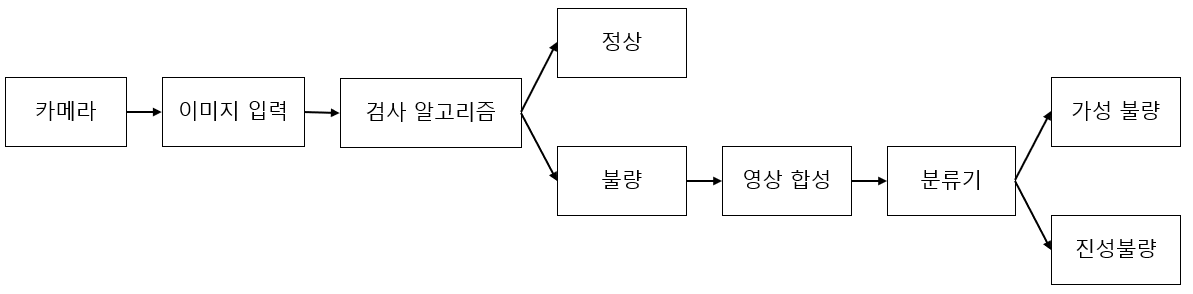 카메라
이미지 입력
검사 알고리즘
정상
불량
영상 합성
분류기
가성 불량
진성불량